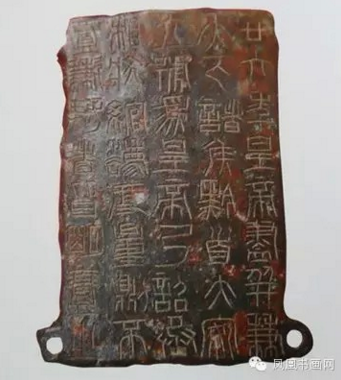 廿六年皇帝盡并兼
天下諸侯黔首大安
立號為皇帝乃詔丞
相狀綰灋度量則不
壹歉疑者皆明壹之
凤凰书画网